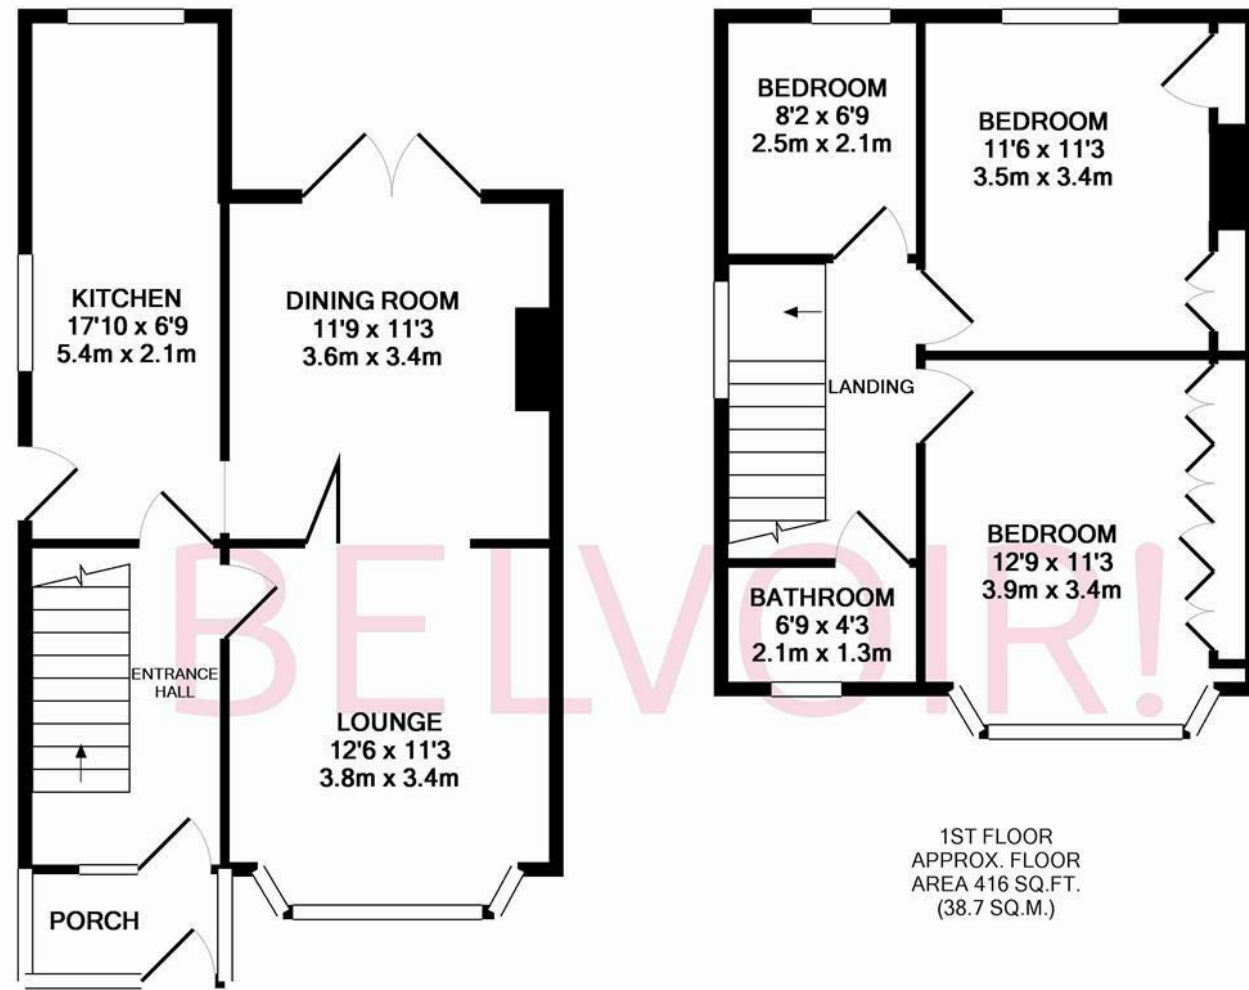 KITCHEN
17'10 x 6'9
5.4m x 2.1m
DINING ROOM
11'9 x 11'3
3.6m x 3.4m
ENTRANCE
HALL
LOUNGE
12'6 x 11'3
3.8m x 3.4m
PORCH
BEDROOM
8'2 x 6'9
2.5m x 2.1m
BEDROOM
11'6 x 11'3
3.5m x 3.4m
LANDING
BEDROOM
12'9 x 11'3
3.9m x 3.4m
BATHROOM
6'9 x 4'3
2.1m x 1.3m
BELVOIR!
1ST FLOOR
APPROX. FLOOR
AREA 416 SQ.FT.
(38.7 SQ.M.)